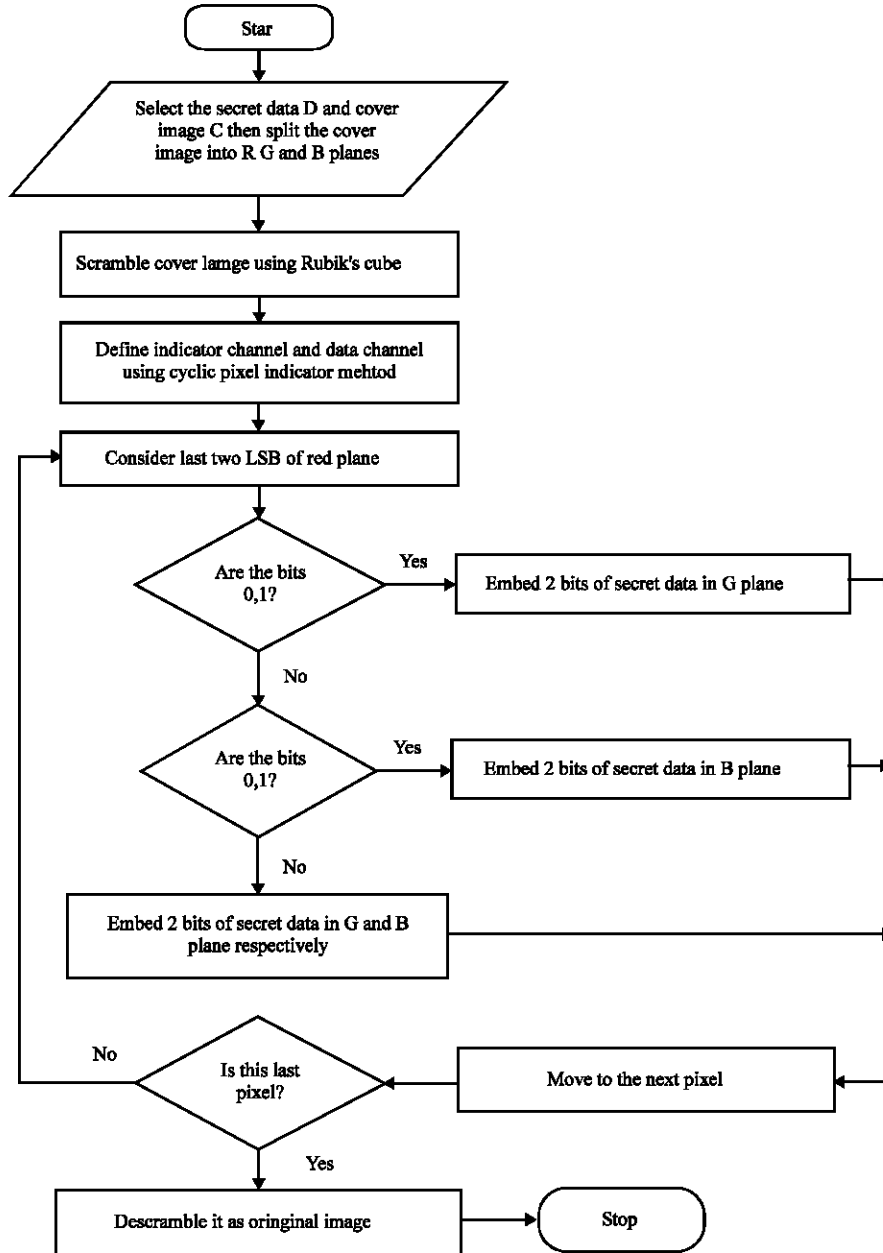 Star
Select the secret data D and cover
image C then split the cover
image into R G and B planes
Scramble cover lamge using Rubik's cube
Define indicator channel and data channel
using cyclic pixel indicator mehtod
Consider last two LSB of red plane
Are the bits
0,1?
Yes
Embed 2 bits of secret data in G plane
No
Are the bits
0,1?
Yes
Embed 2 bits of secret data in B plane
No
Embed 2 bits of secret data in G and B
plane respectively
No
Is this last
pixel?
Move to the next pixel
Yes
Descramble it as oringinal image
Stop